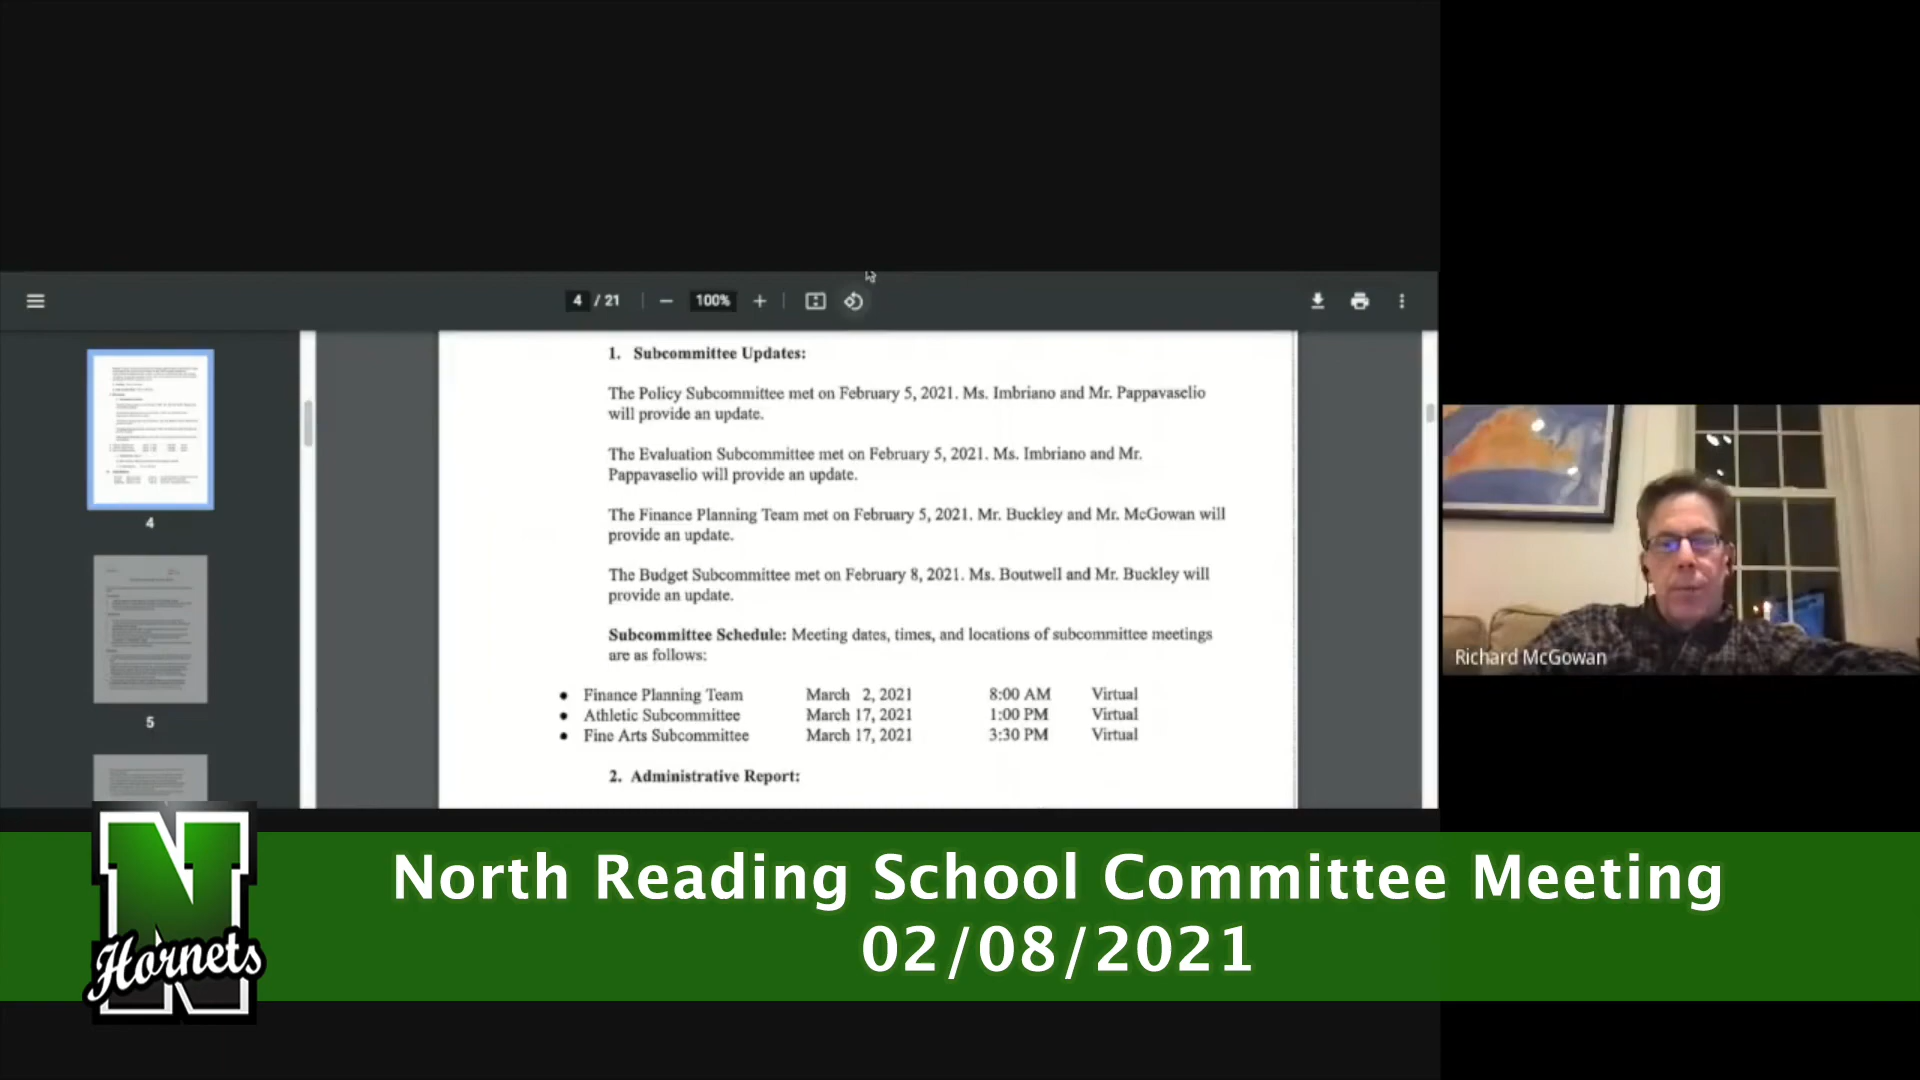 4 / 21
100%
1. Subcommittee Updates:
The Policy Subcommittee met on February 5, 2021. Ms. Imbriano and Mr. Pappavaselio
will provide an update.
The Evaluation Subcommittee met on February 5, 2021. Ms. Imbriano and Mr.
Pappavaselio will provide an update.
The Finance Planning Team met on February 5, 2021. Mr. Buckley and Mr. McGowan will
provide an update.
The Budget Subcommittee met on February 8, 2021. Ms. Boutwell and Mr. Buckley will
provide an update.
Subcommittee Schedule: Meeting dates, times, and locations of subcommittee meetings
are as follows:
• Finance Planning Team March 2, 2021 8:00 AM Virtual
• Athletic Subcommittee March 17, 2021 1:00 PM Virtual
• Fine Arts Subcommittee March 17, 2021 3:30 PM Virtual
2. Administrative Report:
4
5
Richard McGowan
N
Hornets
North Reading School Committee Meeting
02/08/2021